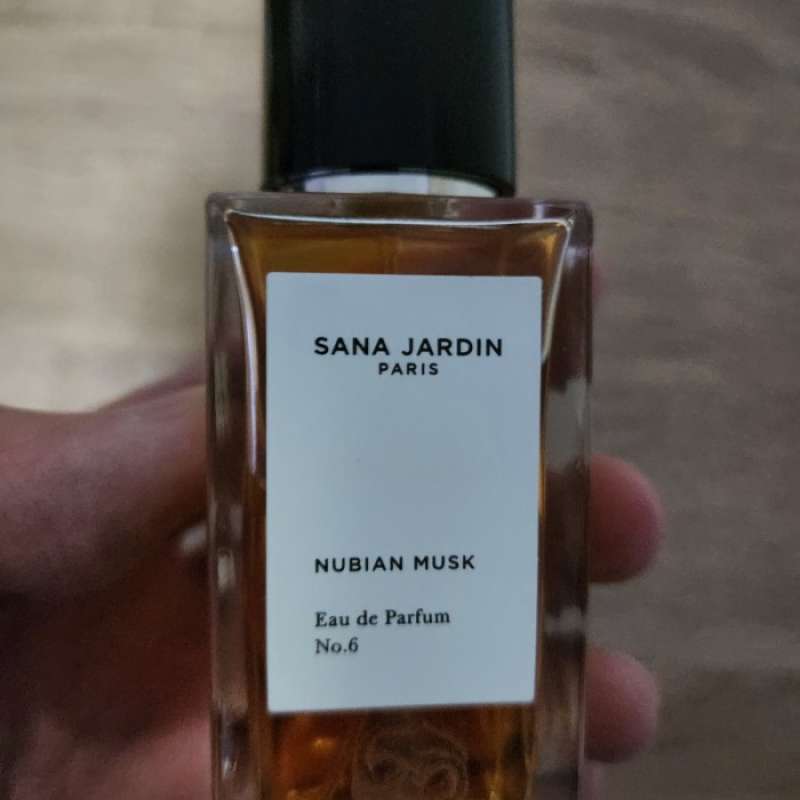 SANA JARDIN
PARIS
NUBIAN MUSK
Eau de Parfum
No.6